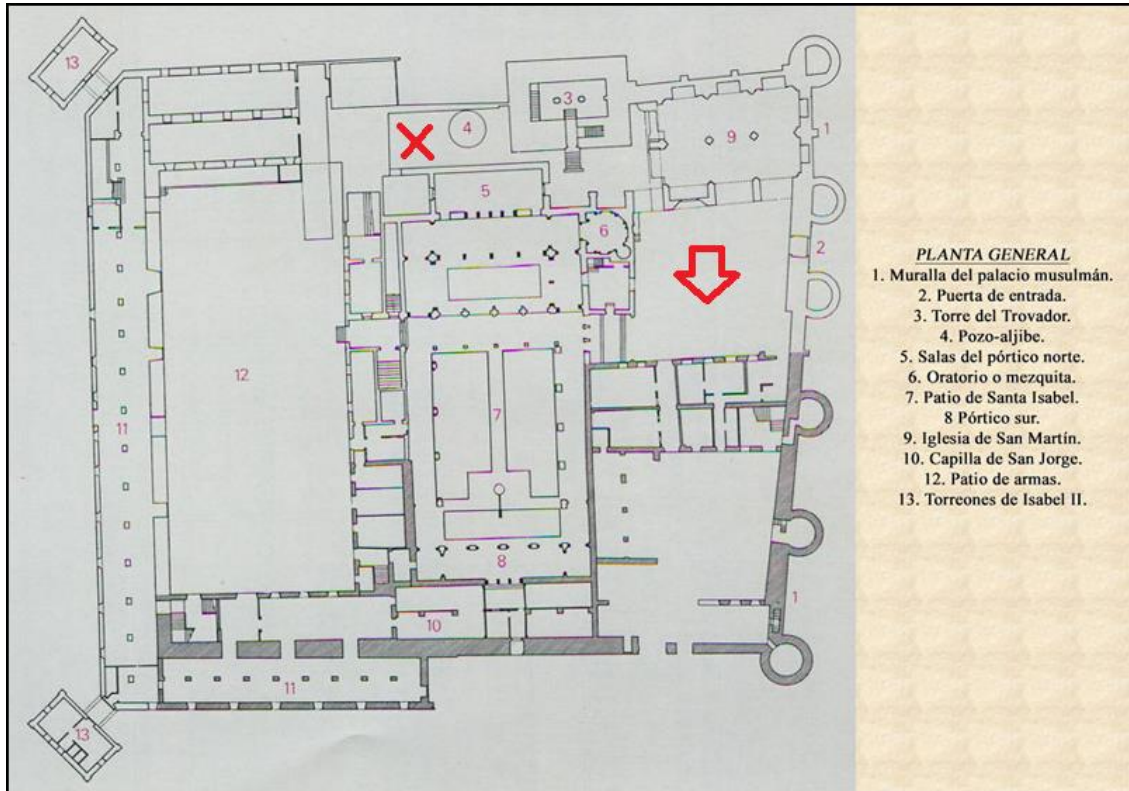 13
3
1
4
9
5
6
2
12
7
11
8
1
10
11
13
PLANTA GENERAL
1. Muralla del palacio musulmán.
2. Puerta de entrada.
3. Torre del Trovador.
4. Pozo-aljibe.
5. Salas del pórtico norte.
6. Oratorio o mezquita.
7. Patio de Santa Isabel.
8 Pórtico sur.
9. Iglesia de San Martín.
10. Capilla de San Jorge.
12. Patio de armas.
13. Torreones de Isabel II.